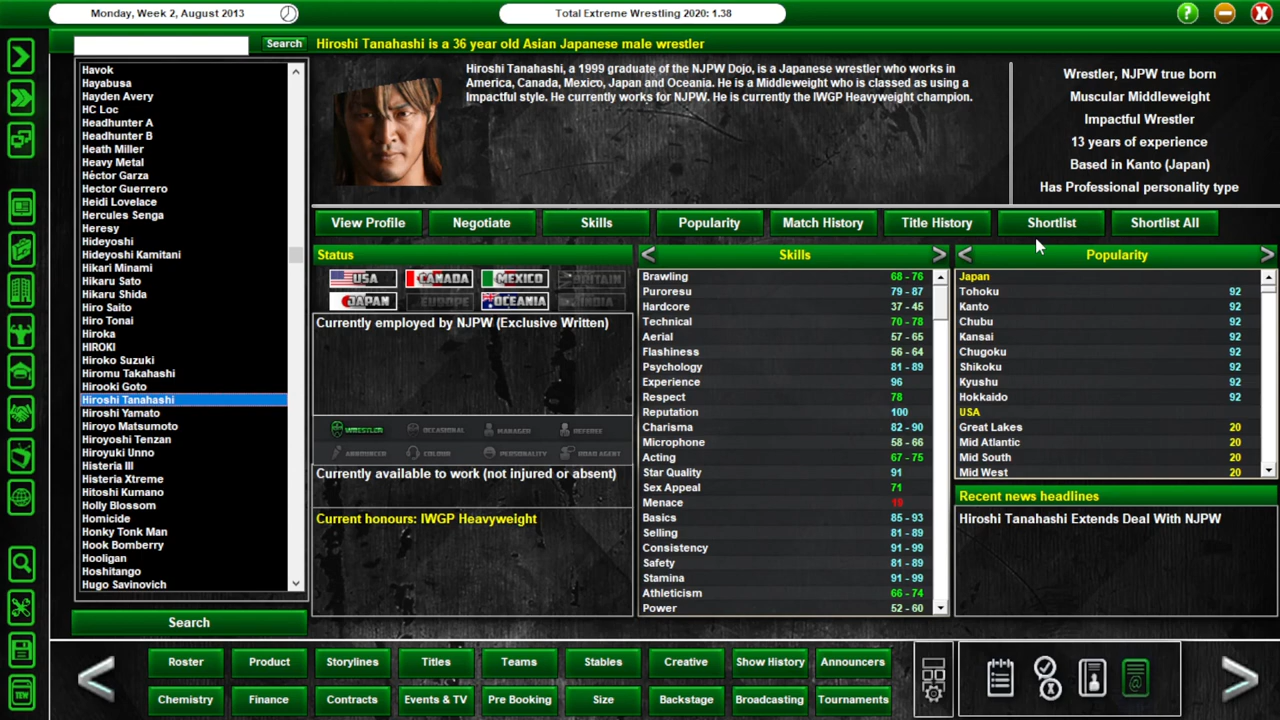 Monday, Week 2, August 2013
Total Extreme Wrestling 2020: 1.38
Search
Hiroshi Tanahashi is a 36 year old Asian Japanese male wrestler
Havok
Hayabusa
Hayden Avery
HC Loc
Headhunter A
Headhunter B
Heath Miller
Heavy Metal
Héctor Garza
Hector Guerrero
Heidi Lovelace
Hercules Senga
Heresy
Hideyoshi
Hideyoshi Kamitani
Hikari Minami
Hikaru Sato
Hikaru Shida
Hiro Saito
Hiro Tonai
Hiroka
HIROKI
Hiroko Suzuki
Hiromu Takahashi
Hirooki Goto
Hiroshi Tanahashi
Hiroshi Yamato
Hiroyo Matsumoto
Hiroyoshi Tenzan
Hiroyuki Unno
Histeria III
Histeria Xtreme
Hitoshi Kumano
Holly Blossom
Homicide
Honky Tonk Man
Hook Bomberry
Hooligan
Hoshitango
Hugo Savinovich
Search
Hiroshi Tanahashi, a 1999 graduate of the NJPW Dojo, is a Japanese wrestler who works in
America, Canada, Mexico, Japan and Oceania. He is a Middleweight who is classed as using a
Impactful style. He currently works for NJPW. He is currently the IWGP Heavyweight champion.
Wrestler, NJPW true born
Muscular Middleweight
Impactful Wrestler
13 years of experience
Based in Kanto (Japan)
Has Professional personality type
View Profile
Negotiate
Skills
Popularity
Match History
Title History
Shortlist
Shortlist All
Status
USA CANADA MEXICO BRITAIN
JAPAN EUROPE OCEANIA INDIA
Currently employed by NJPW (Exclusive Written)
WRESTLER OCCASIONAL MANAGER REFEREE
ANNOUNCER COLOUR PERSONALITY ROAD AGENT
Currently available to work (not injured or absent)
Current honours: IWGP Heavyweight
Skills
Brawling 68 - 76
Puroresu 79 - 87
Hardcore 37 - 45
Technical 70 - 78
Aerial 57 - 65
Flashiness 56 - 64
Psychology 81 - 89
Experience 96
Respect 78
Reputation 100
Charisma 82 - 90
Microphone 58 - 66
Acting 67 - 75
Star Quality 91
Sex Appeal 71
Menace 19
Basics 85 - 93
Selling 81 - 89
Consistency 91 - 99
Safety 81 - 89
Stamina 91 - 99
Athleticism 66 - 74
Power 52 - 60
Popularity
Japan
Tohoku 92
Kanto 92
Chubu 92
Kansai 92
Chugoku 92
Shikoku 92
Kyushu 92
Hokkaido 92
USA
Great Lakes 20
Mid Atlantic 20
Mid South 20
Mid West 20
Recent news headlines
Hiroshi Tanahashi Extends Deal With NJPW
Roster
Product
Storylines
Titles
Teams
Stables
Creative
Show History
Announcers
Chemistry
Finance
Contracts
Events & TV
Pre Booking
Size
Backstage
Broadcasting
Tournaments
TEW